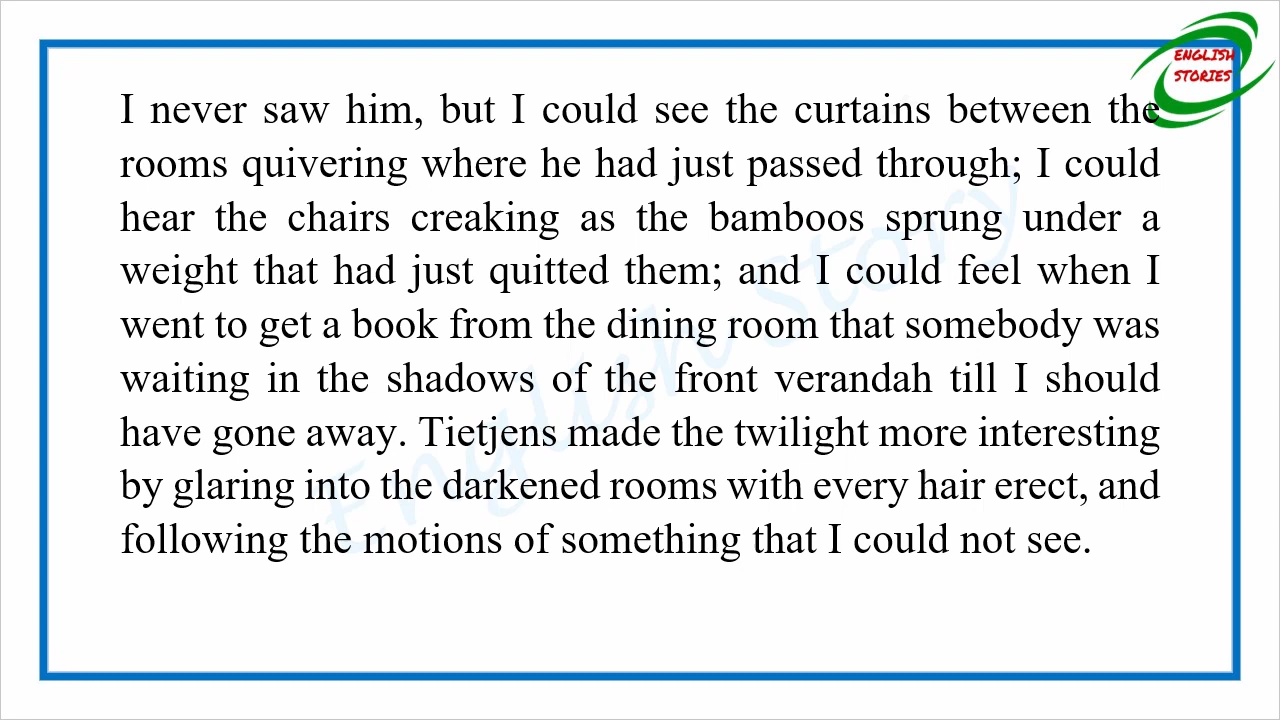 ENGLISH
STORIES
I never saw him, but I could see the curtains between the
rooms quivering where he had just passed through; I could
hear the chairs creaking as the bamboos sprung under a
weight that had just quitted them; and I could feel when I
went to get a book from the dining room that somebody was
waiting in the shadows of the front verandah till I should
have gone away. Tietjens made the twilight more interesting
by glaring into the darkened rooms with every hair erect, and
following the motions of something that I could not see.
English Story